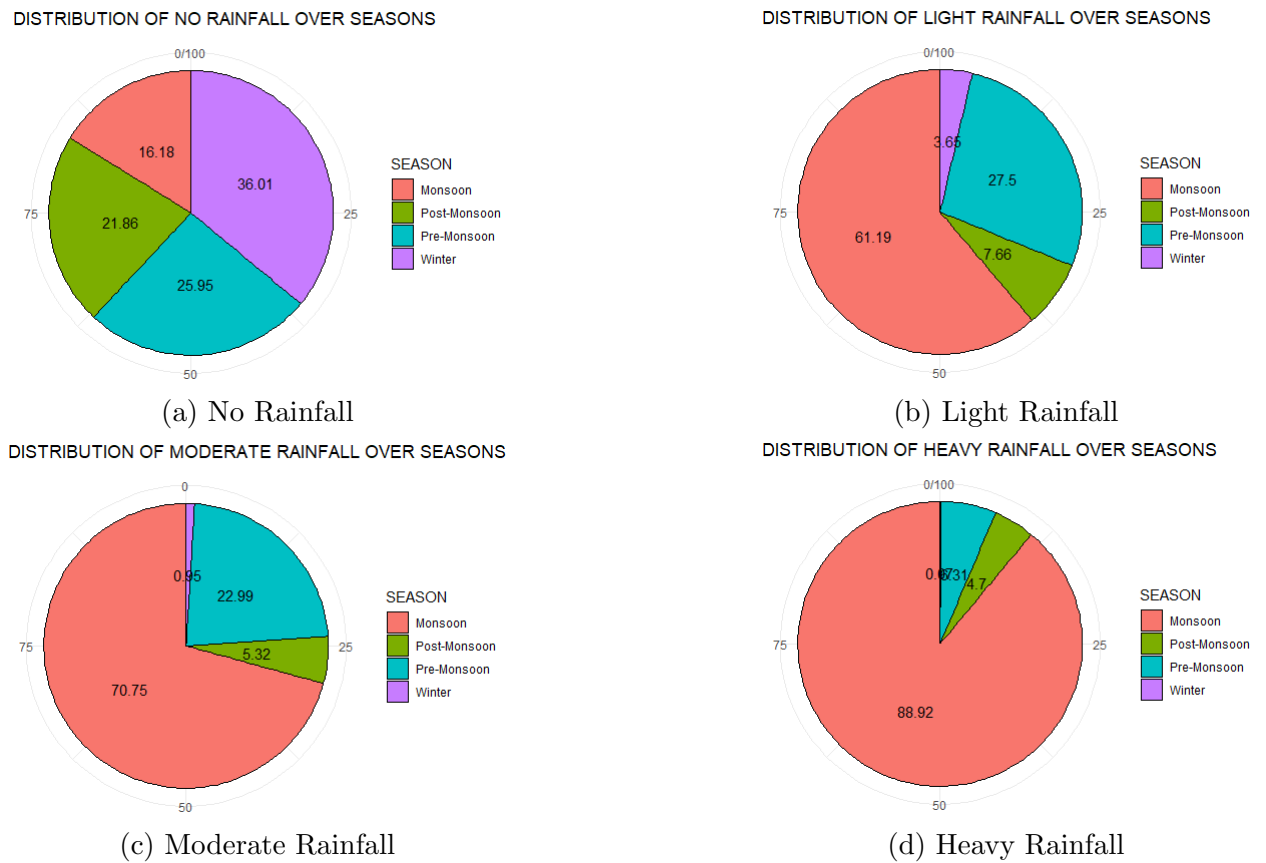 DISTRIBUTION OF NO RAINFALL OVER SEASONS
0/100
16.18
36.01
21.86
25.95
75
25
50
SEASON
Monsoon
Post-Monsoon
Pre-Monsoon
Winter
(a) No Rainfall
DISTRIBUTION OF LIGHT RAINFALL OVER SEASONS
0/100
3.65
27.5
61.19
7.66
75
25
50
SEASON
Monsoon
Post-Monsoon
Pre-Monsoon
Winter
(b) Light Rainfall
DISTRIBUTION OF MODERATE RAINFALL OVER SEASONS
0
0.95
22.99
5.32
70.75
75
25
50
SEASON
Monsoon
Post-Monsoon
Pre-Monsoon
Winter
(c) Moderate Rainfall
DISTRIBUTION OF HEAVY RAINFALL OVER SEASONS
0/100
4.7
88.92
75
25
50
SEASON
Monsoon
Post-Monsoon
Pre-Monsoon
Winter
(d) Heavy Rainfall